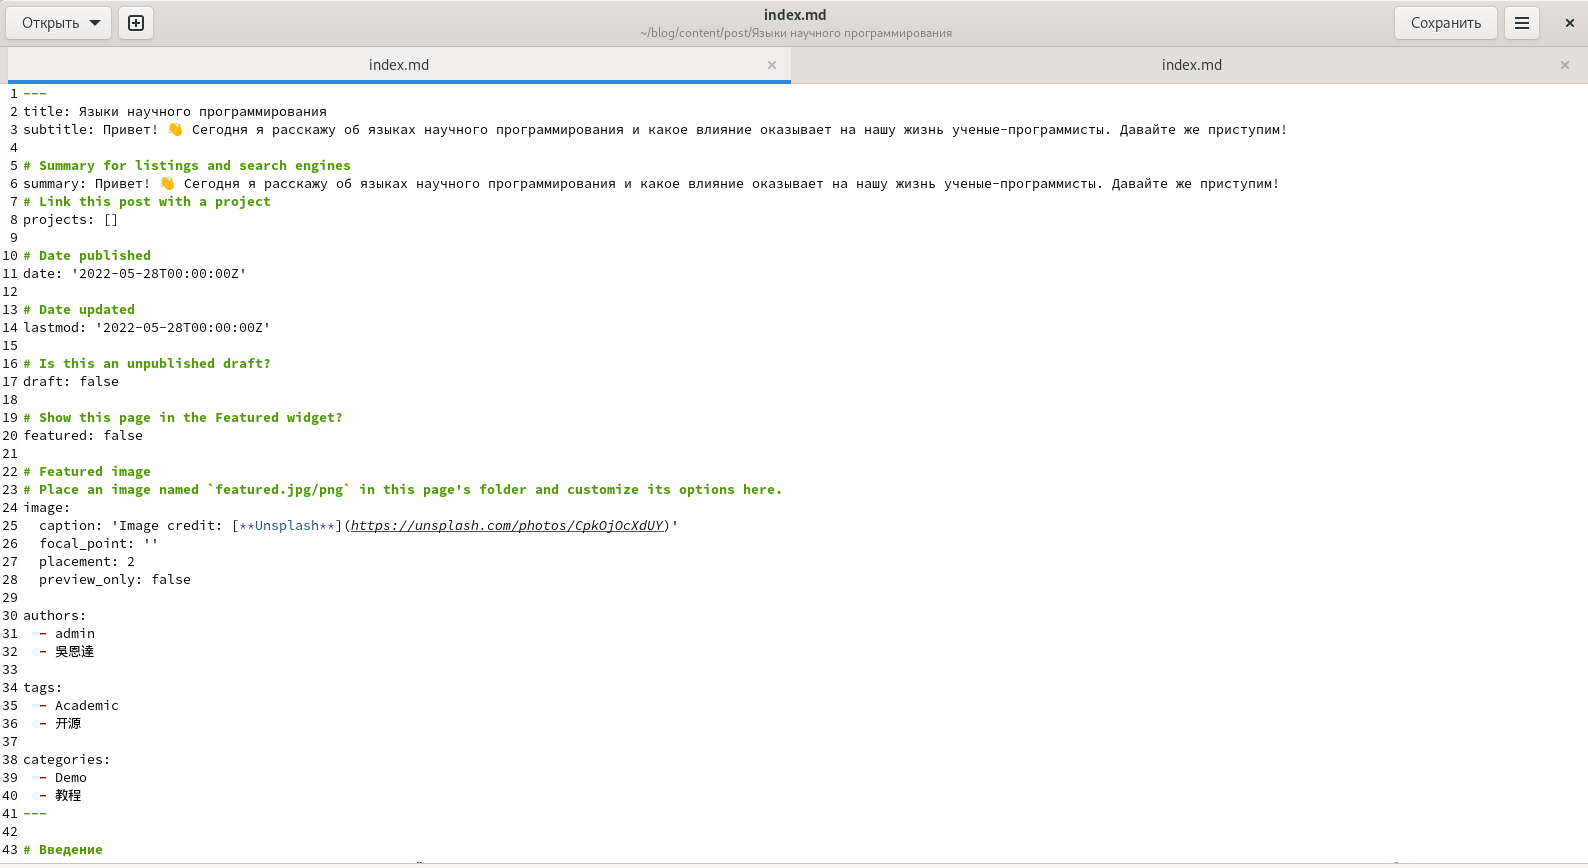 Открыть
index.md
~/blog/content/post/Языки научного программирования
Сохранить
index.md
index.md
1 ---
2 title: Языки научного программирования
3 subtitle: Привет! 👋 Сегодня я расскажу об языках научного программирования и какое влияние оказывает на нашу жизнь ученые-программисты. Давайте же приступим!
4
5 # Summary for listings and search engines
6 summary: Привет! 👋 Сегодня я расскажу об языках научного программирования и какое влияние оказывает на нашу жизнь ученые-программисты. Давайте же приступим!
7 # Link this post with a project
8 projects: []
9
10 # Date published
11 date: '2022-05-28T00:00:00Z'
12
13 # Date updated
14 lastmod: '2022-05-28T00:00:00Z'
15
16 # Is this an unpublished draft?
17 draft: false
18
19 # Show this page in the Featured widget?
20 featured: false
21
22 # Featured image
23 # Place an image named `featured.jpg/png` in this page's folder and customize its options here.
24 image:
25   caption: 'Image credit: [**Unsplash**](https://unsplash.com/photos/CpkOjOcXdUY)'
26   focal_point: ''
27   placement: 2
28   preview_only: false
29
30 authors:
31   - admin
32   - 吳恩達
33
34 tags:
35   - Academic
36   - 开源
37
38 categories:
39   - Demo
40   - 教程
41 ---
42
43 # Введение